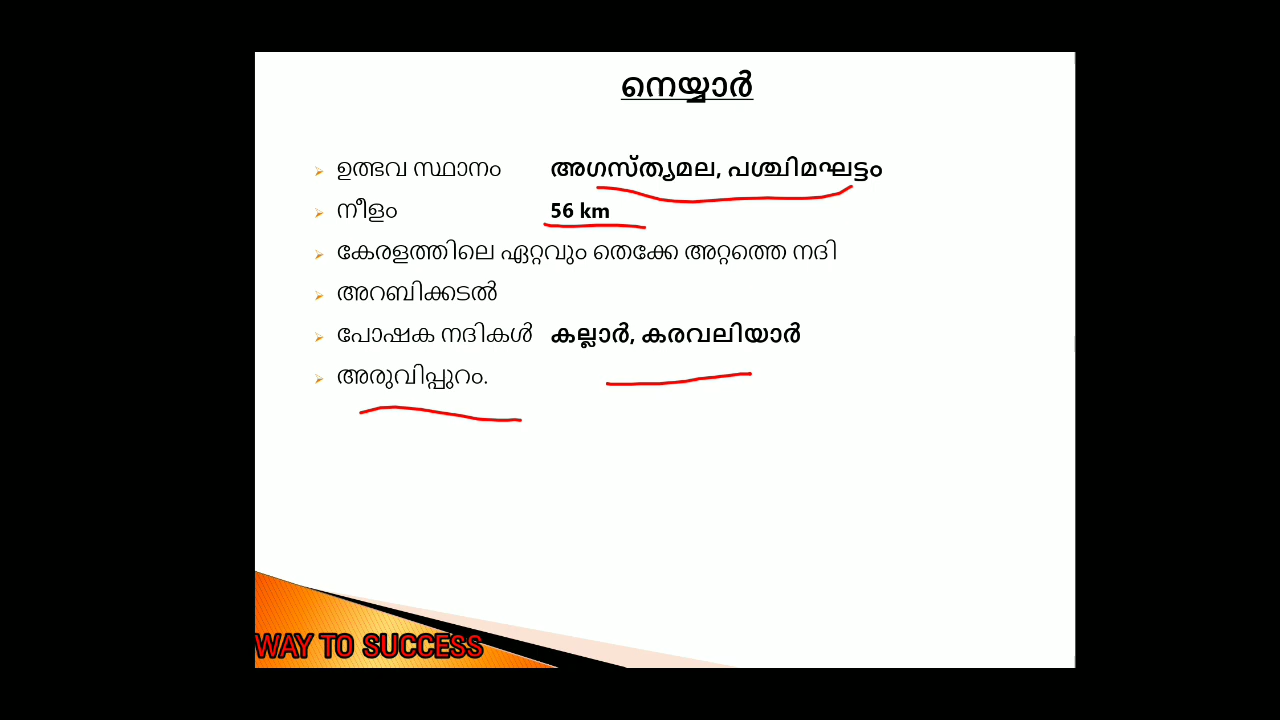 നെയ്യാർ
ഉത്ഭവ സ്ഥാനം അഗസ്ത്യമല, പശ്ചിമഘട്ടം
നീളം 56 km
കേരളത്തിലെ ഏറ്റവും തെക്കേ അറ്റത്തെ നദി
അറബിക്കടൽ
പോഷക നദികൾ കല്ലാർ, കരവലിയാർ
അരുവിപ്പുറം.
WAY TO SUCCESS